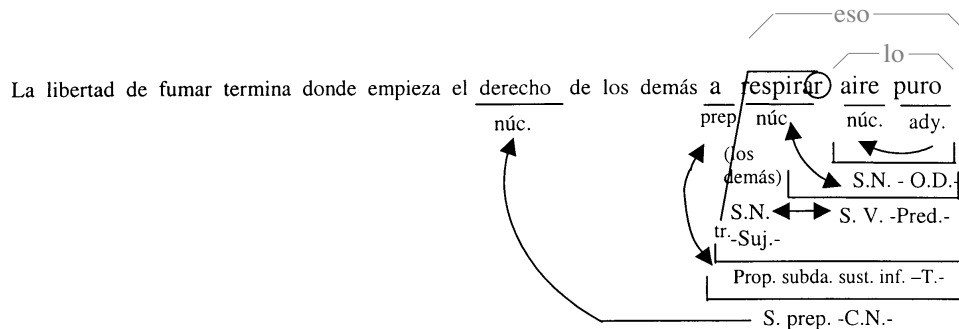 eso
lo
La libertad de fumar termina donde empieza el derecho de los demás a respirar aire puro
núc. prep núc núc. ady.
(los
demás) S.N. - O.D.-
S.N. S. V. -Pred.-
tr. -Suj.-
Prop. subda. sust. inf. –T.-
S. prep. -C.N.-